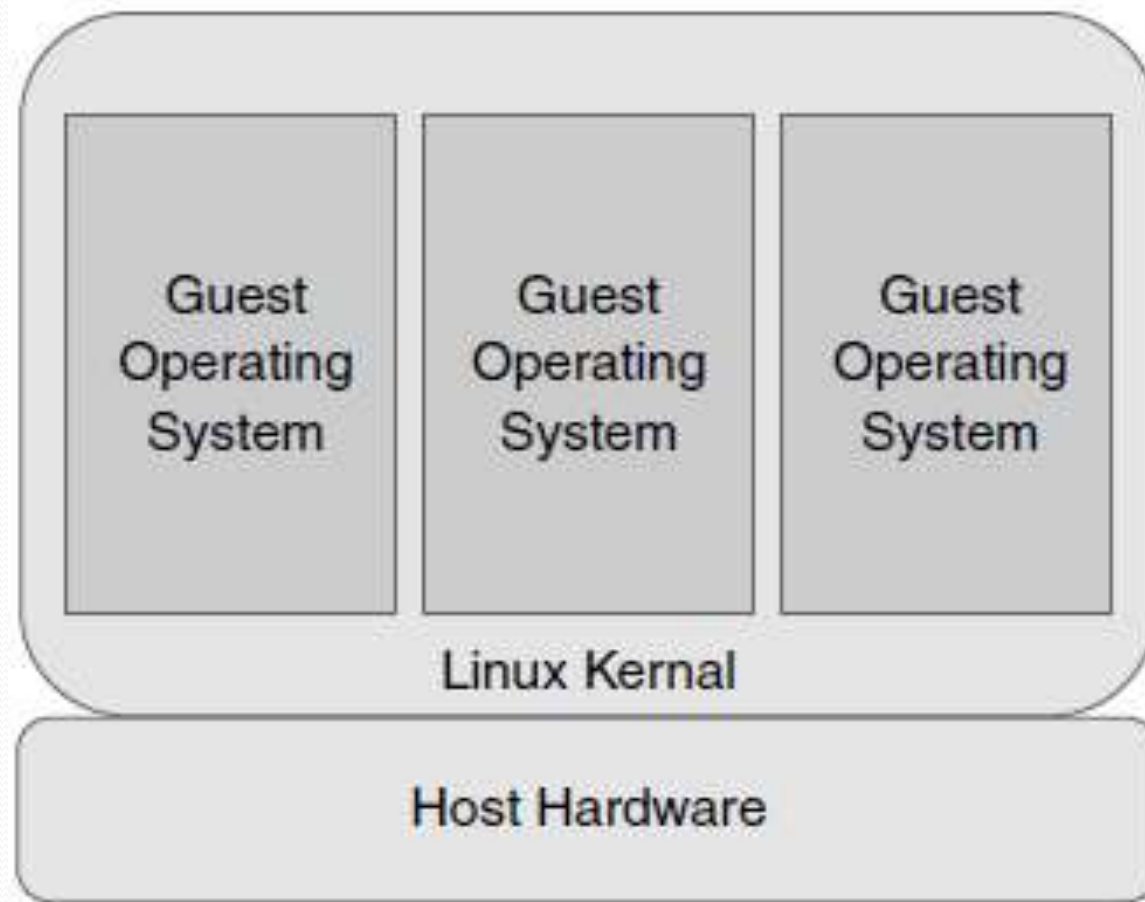 Guest
Operating
System
Guest
Operating
System
Guest
Operating
System
Linux Kernal
Host Hardware